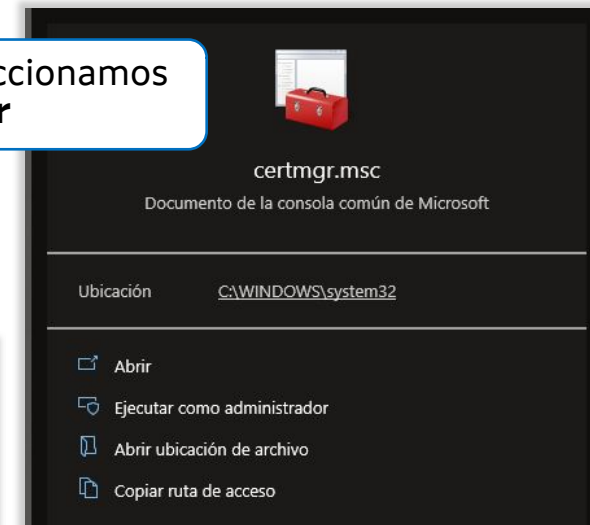 ccionamos
r
certmgr.msc
Documento de la consola común de Microsoft
Ubicación C:\WINDOWS\system32
Abrir
Ejecutar como administrador
Abrir ubicación de archivo
Copiar ruta de acceso